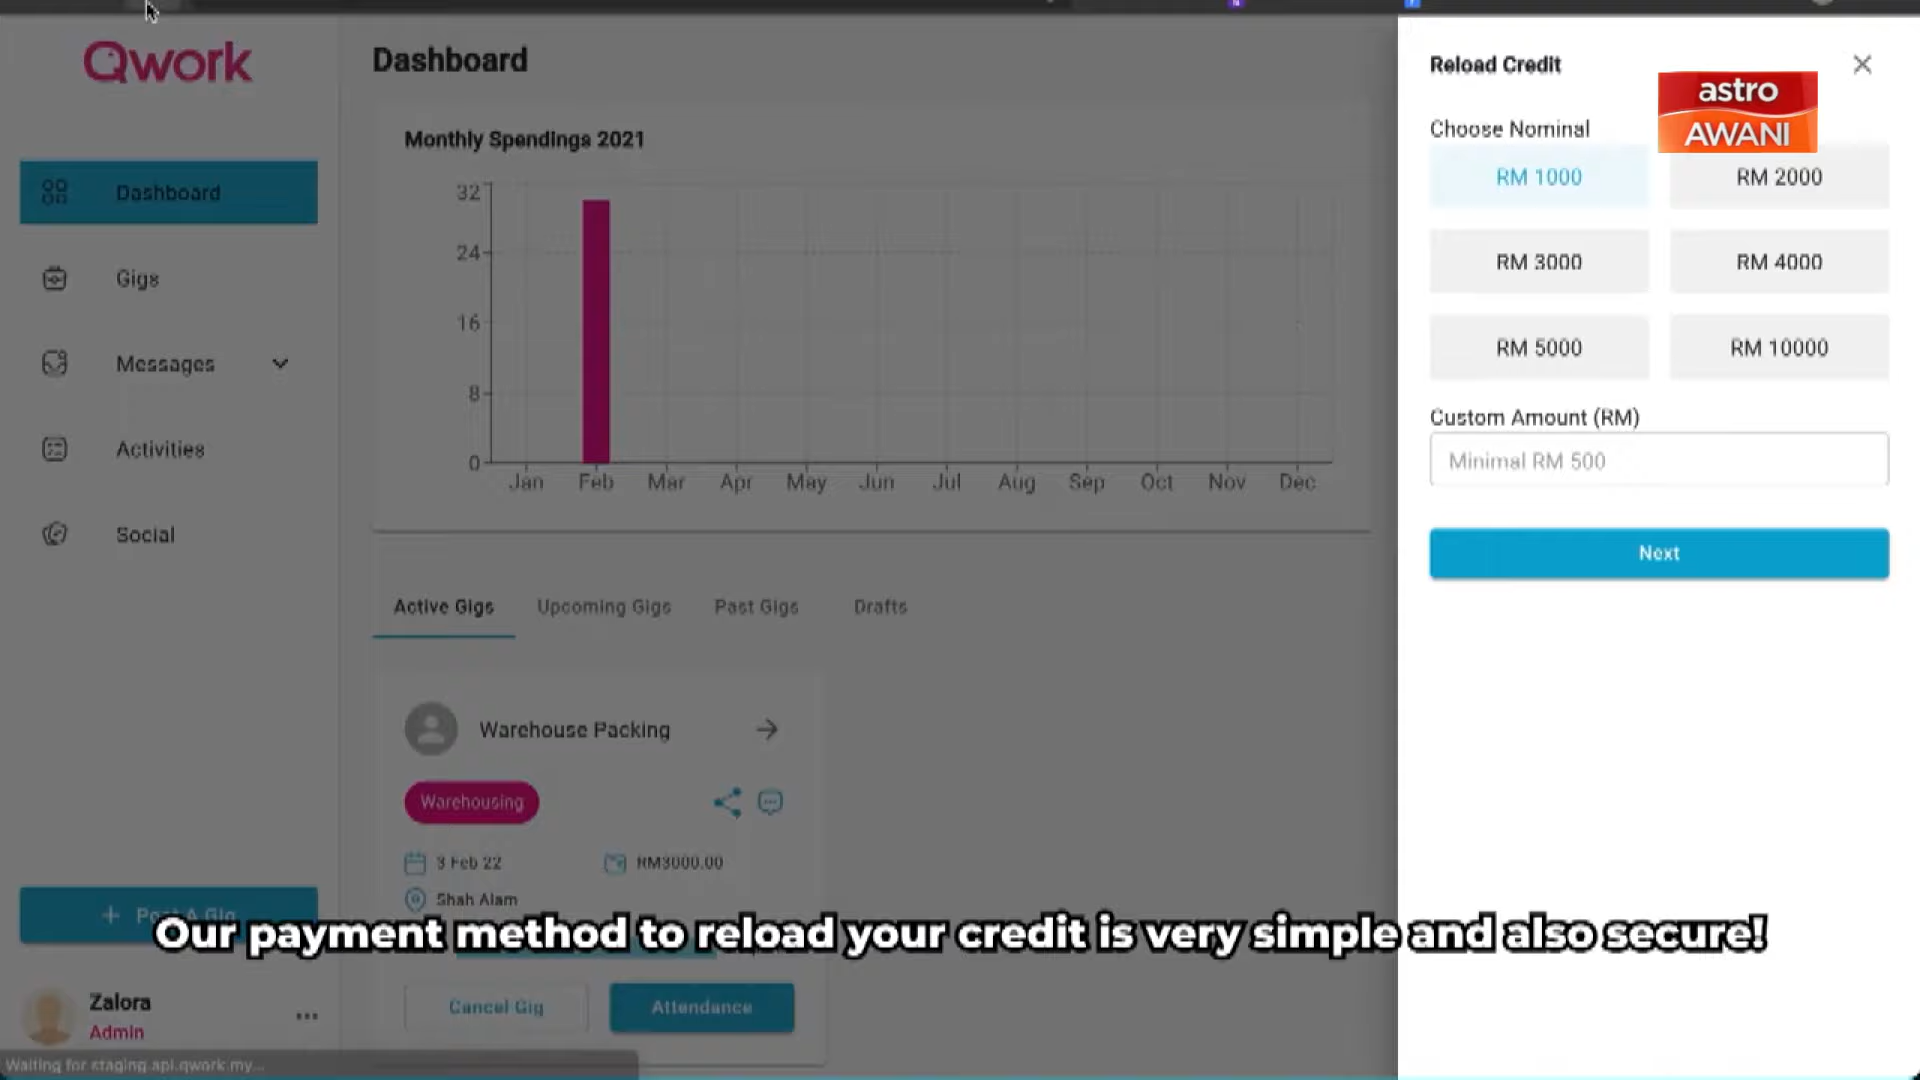 Qwork
Dashboard
Gigs
Messages
Activities
Social
+ Post A Gig
Zalora
Admin
...
Waiting for staging.api.qwork.my...
Dashboard
Monthly Spendings 2021
32
24
16
8
0
Jan Feb Mar Apr May Jun Jul Aug Sep Oct Nov Dec
Active Gigs Upcoming Gigs Past Gigs Drafts
Warehouse Packing
Warehousing
3 Feb 22 RM3000.00
Shah Alam
Cancel Gig Attendance
Reload Credit
astro
AWANI
Choose Nominal
RM 1000 RM 2000
RM 3000 RM 4000
RM 5000 RM 10000
Custom Amount (RM)
Minimal RM 500
Next
Our payment method to reload your credit is very simple and also secure!